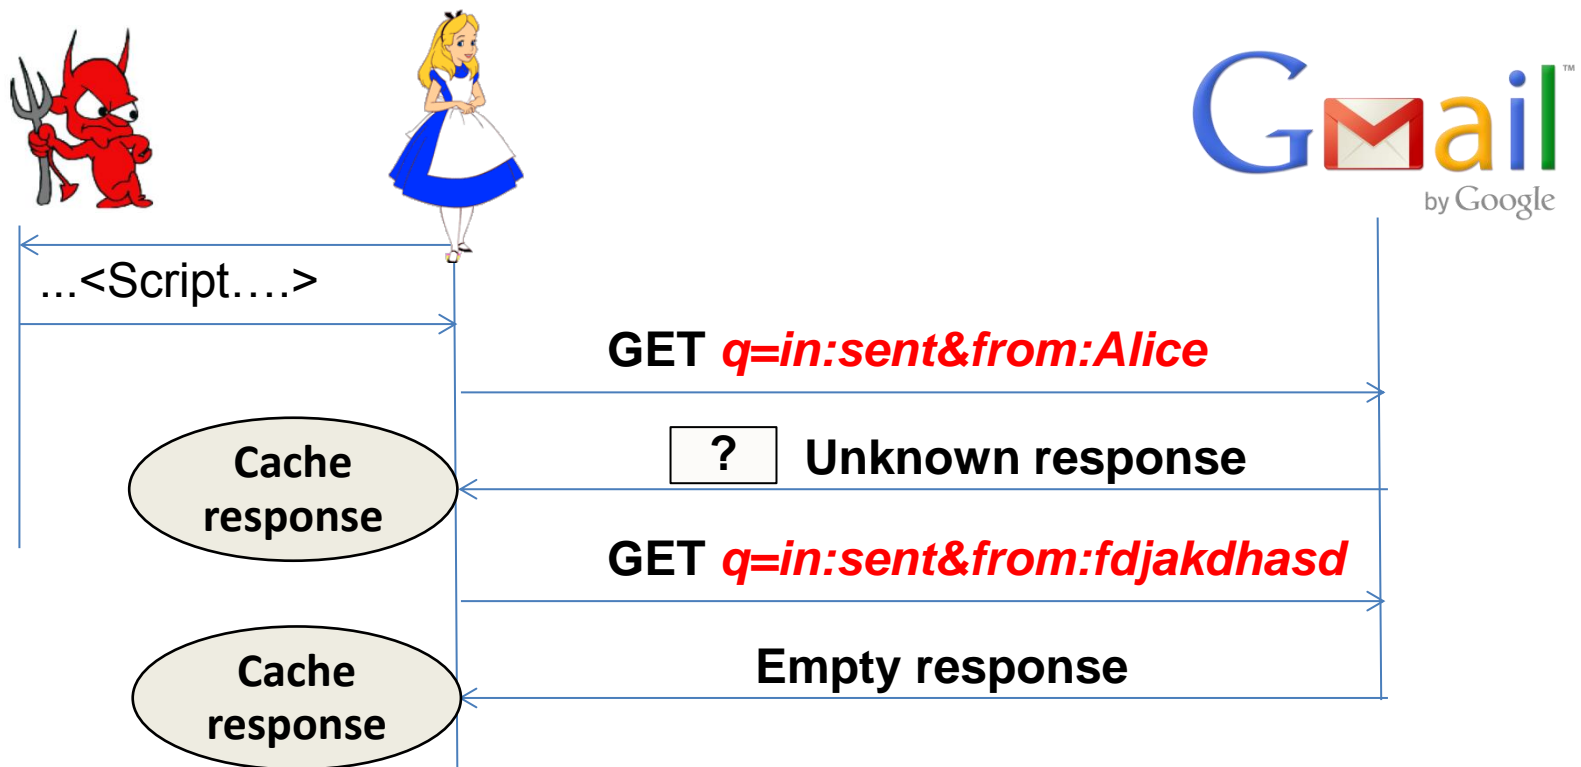 Gmail™
by Google
...<Script....>
GET q=in:sent&from:Alice
Cache
response
? Unknown response
GET q=in:sent&from:fdjakdhasd
Cache
response
Empty response